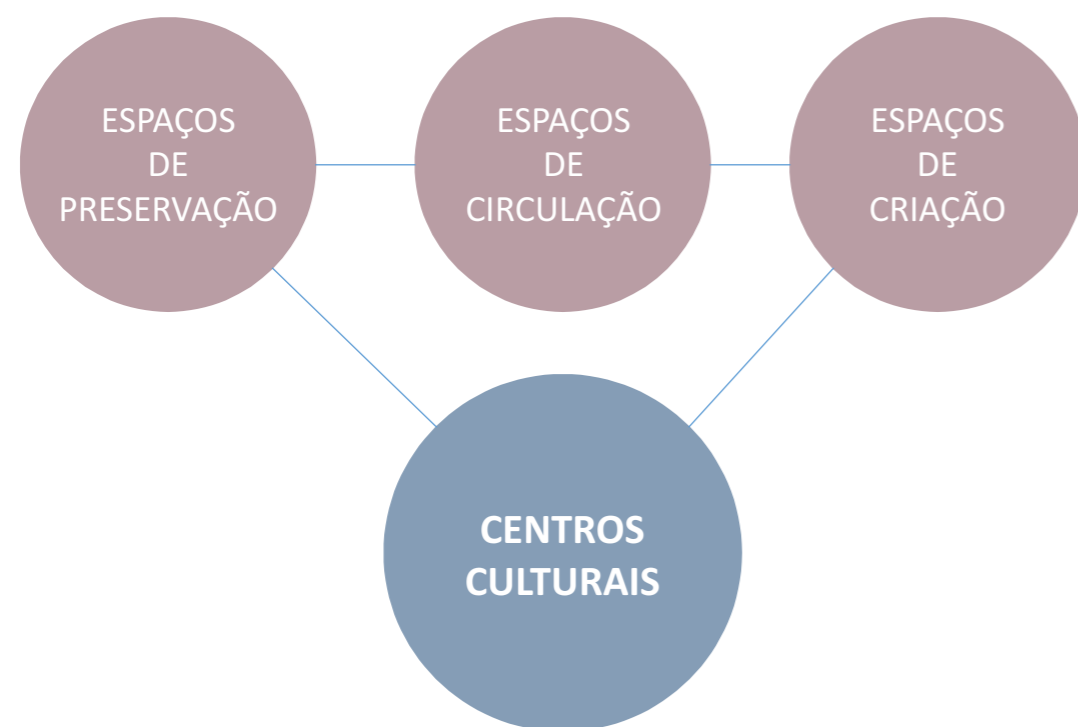 ESPAÇOS
DE
PRESERVAÇÃO
ESPAÇOS
DE
CIRCULAÇÃO
ESPAÇOS
DE
CRIAÇÃO
CENTROS
CULTURAIS